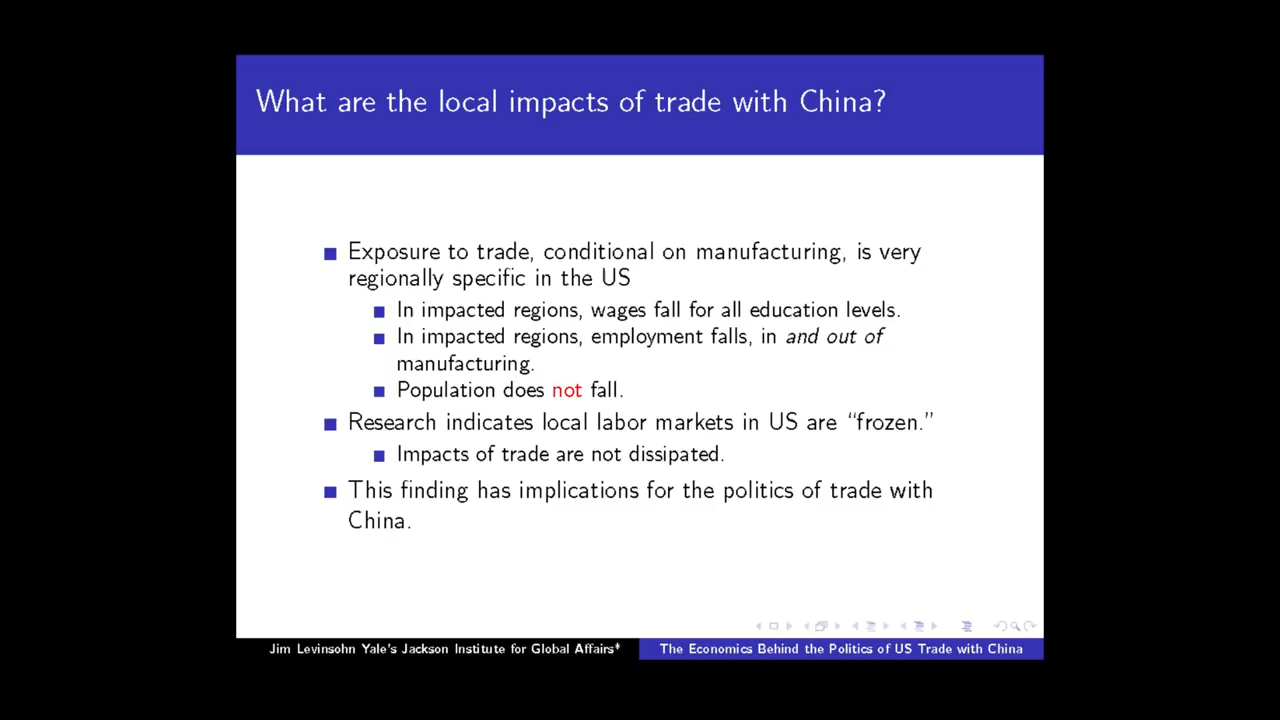 What are the local impacts of trade with China?
Exposure to trade, conditional on manufacturing, is very
regionally specific in the US
In impacted regions, wages fall for all education levels.
In impacted regions, employment falls, in and out of
manufacturing.
Population does not fall.
Research indicates local labor markets in US are “frozen.”
Impacts of trade are not dissipated.
This finding has implications for the politics of trade with
China.
Jim Levinsohn Yale's Jackson Institute for Global Affairs*
The Economics Behind the Politics of US Trade with China